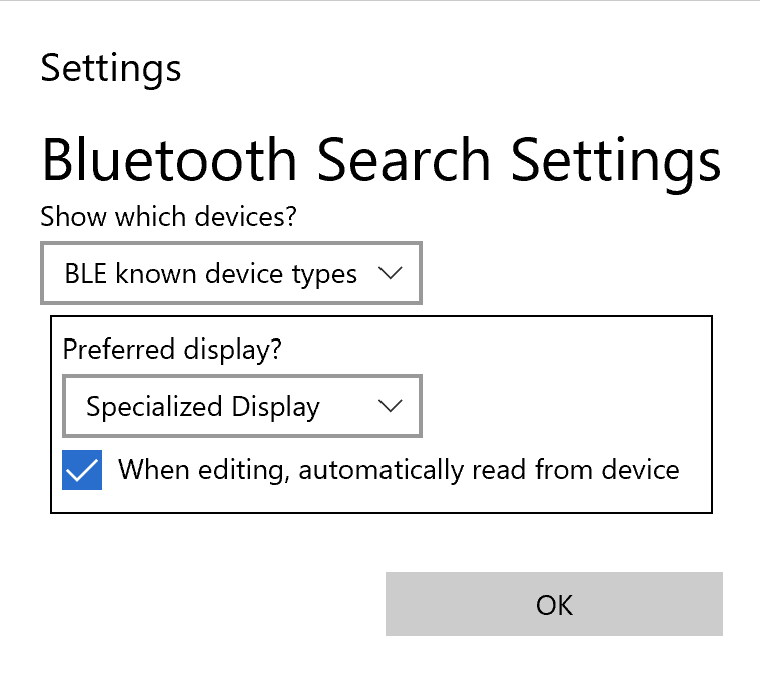 Settings
Bluetooth Search Settings
Show which devices?
BLE known device types
Preferred display?
Specialized Display
When editing, automatically read from device
OK